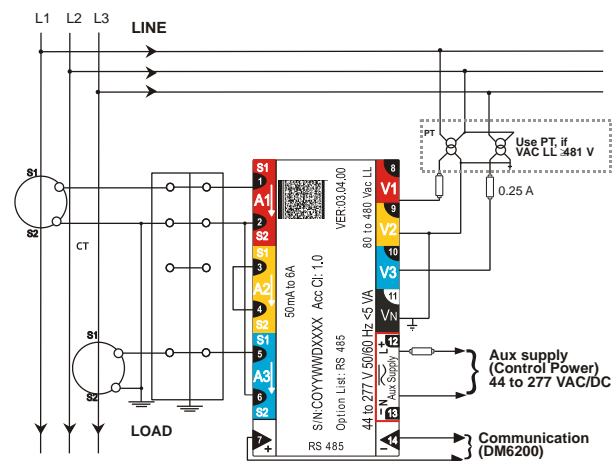 L1 L2 L3
LINE
PT
Use PT, if
VAC LL ≥481 V
0.25 A
S1
S2
CT
S1
S2
LOAD
S1
1
A1
2
S2
S1
3
A2
4
S2
S1
5
A3
6
S2
7
+
50mA to 6A
S/N:COYYWWDXXXX Acc Cl: 1.0
Option List: RS 485
VER:03.04.00
RS 485
80 to 480 Vac LL
44 to 277 V 50/60 Hz <5 VA
8
V1
9
V2
10
V3
11
VN
12
L+
Aux Supply
N
−
13
14
−
Aux supply
(Control Power)
44 to 277 VAC/DC
Communication
(DM6200)